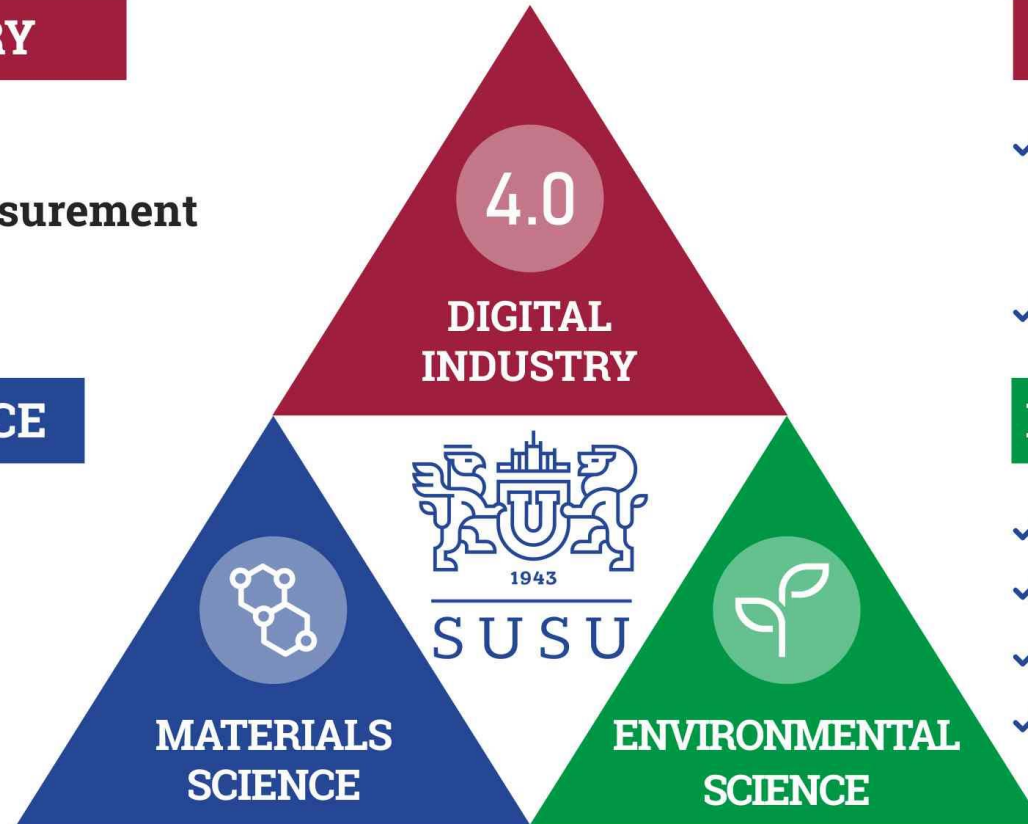 RY
surement
CE
4.0
DIGITAL
INDUSTRY
1943
SUSU
MATERIALS
SCIENCE
ENVIRONMENTAL
SCIENCE